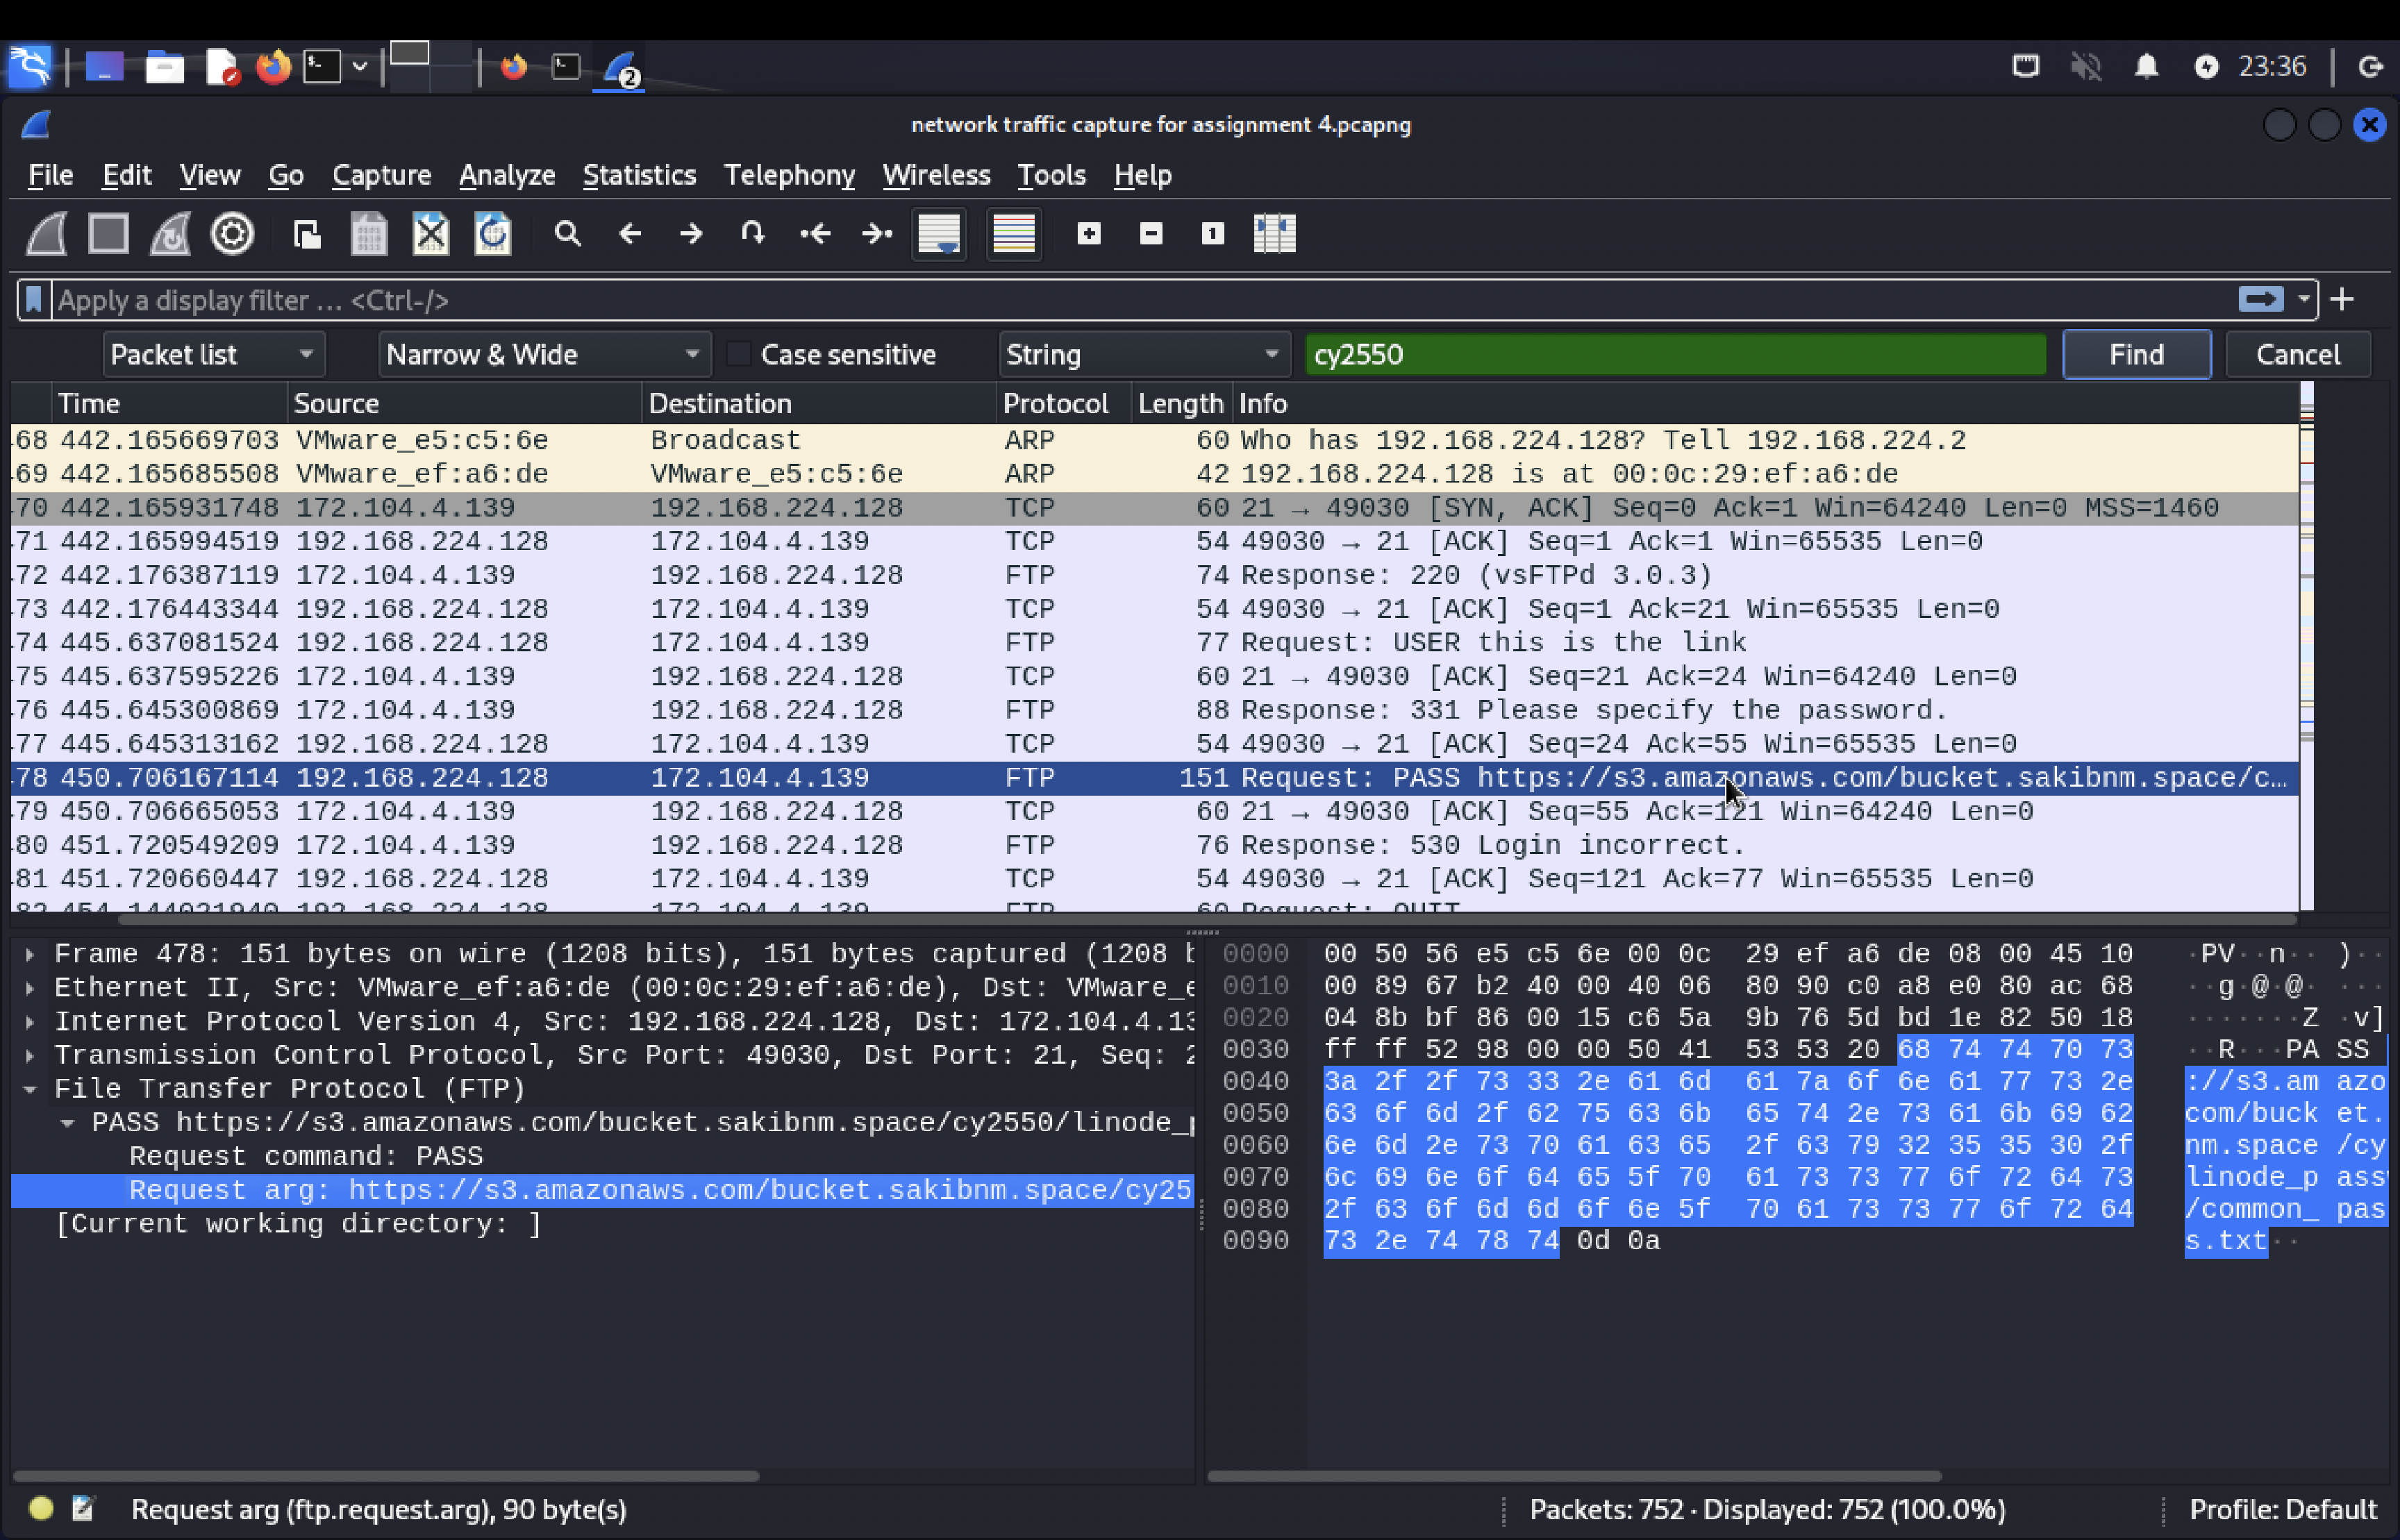 2
23:36
network traffic capture for assignment 4.pcapng
File Edit View Go Capture Analyze Statistics Telephony Wireless Tools Help
Apply a display filter … <Ctrl-/>
Packet list Narrow & Wide Case sensitive String cy2550 Find Cancel
Time Source Destination Protocol Length Info
68 442.165669703 VMware_e5:c5:6e Broadcast ARP 60 Who has 192.168.224.128? Tell 192.168.224.2
69 442.165685508 VMware_ef:a6:de VMware_e5:c5:6e ARP 42 192.168.224.128 is at 00:0c:29:ef:a6:de
70 442.165931748 172.104.4.139 192.168.224.128 TCP 60 21 → 49030 [SYN, ACK] Seq=0 Ack=1 Win=64240 Len=0 MSS=1460
71 442.165994519 192.168.224.128 172.104.4.139 TCP 54 49030 → 21 [ACK] Seq=1 Ack=1 Win=65535 Len=0
72 442.176387119 172.104.4.139 192.168.224.128 FTP 74 Response: 220 (vsFTPd 3.0.3)
73 442.176443344 192.168.224.128 172.104.4.139 TCP 54 49030 → 21 [ACK] Seq=1 Ack=21 Win=65535 Len=0
74 445.637081524 192.168.224.128 172.104.4.139 FTP 77 Request: USER this is the link
75 445.637595226 172.104.4.139 192.168.224.128 TCP 60 21 → 49030 [ACK] Seq=21 Ack=24 Win=64240 Len=0
76 445.645300869 172.104.4.139 192.168.224.128 FTP 88 Response: 331 Please specify the password.
77 445.645313162 192.168.224.128 172.104.4.139 TCP 54 49030 → 21 [ACK] Seq=24 Ack=55 Win=65535 Len=0
78 450.706167114 192.168.224.128 172.104.4.139 FTP 151 Request: PASS https://s3.amazonaws.com/bucket.sakibnm.space/c…
79 450.706665053 172.104.4.139 192.168.224.128 TCP 60 21 → 49030 [ACK] Seq=55 Ack=121 Win=64240 Len=0
80 451.720549209 172.104.4.139 192.168.224.128 FTP 76 Response: 530 Login incorrect.
81 451.720660447 192.168.224.128 172.104.4.139 TCP 54 49030 → 21 [ACK] Seq=121 Ack=77 Win=65535 Len=0
82 454.144021940 192.168.224.128 172.104.4.139 FTP 60 Request: QUIT
Frame 478: 151 bytes on wire (1208 bits), 151 bytes captured (1208 b
Ethernet II, Src: VMware_ef:a6:de (00:0c:29:ef:a6:de), Dst: VMware_e
Internet Protocol Version 4, Src: 192.168.224.128, Dst: 172.104.4.13
Transmission Control Protocol, Src Port: 49030, Dst Port: 21, Seq: 2
File Transfer Protocol (FTP)
PASS https://s3.amazonaws.com/bucket.sakibnm.space/cy2550/linode_p
Request command: PASS
Request arg: https://s3.amazonaws.com/bucket.sakibnm.space/cy25
[Current working directory: ]
0000 00 50 56 e5 c5 6e 00 0c 29 ef a6 de 08 00 45 10 ·PV··n·· )··
0010 00 89 67 b2 40 00 40 06 80 90 c0 a8 e0 80 ac 68 ··g·@·@· ···
0020 04 8b bf 86 00 15 c6 5a 9b 76 5d bd 1e 82 50 18 ·······Z ·v]
0030 ff ff 52 98 00 00 50 41 53 53 20 68 74 74 70 73 ··R···PA SS
0040 3a 2f 2f 73 33 2e 61 6d 61 7a 6f 6e 61 77 73 2e ://s3.am azo
0050 63 6f 6d 2f 62 75 63 6b 65 74 2e 73 61 6b 69 62 com/buck et.
0060 6e 6d 2e 73 70 61 63 65 2f 63 79 32 35 35 30 2f nm.space /cy
0070 6c 69 6e 6f 64 65 5f 70 61 73 73 77 6f 72 64 73 linode_p ass
0080 2f 63 6f 6d 6d 6f 6e 5f 70 61 73 73 77 6f 72 64 /common_ pas
0090 73 2e 74 78 74 0d 0a s.txt··
Request arg (ftp.request.arg), 90 byte(s)
Packets: 752 · Displayed: 752 (100.0%)
Profile: Default